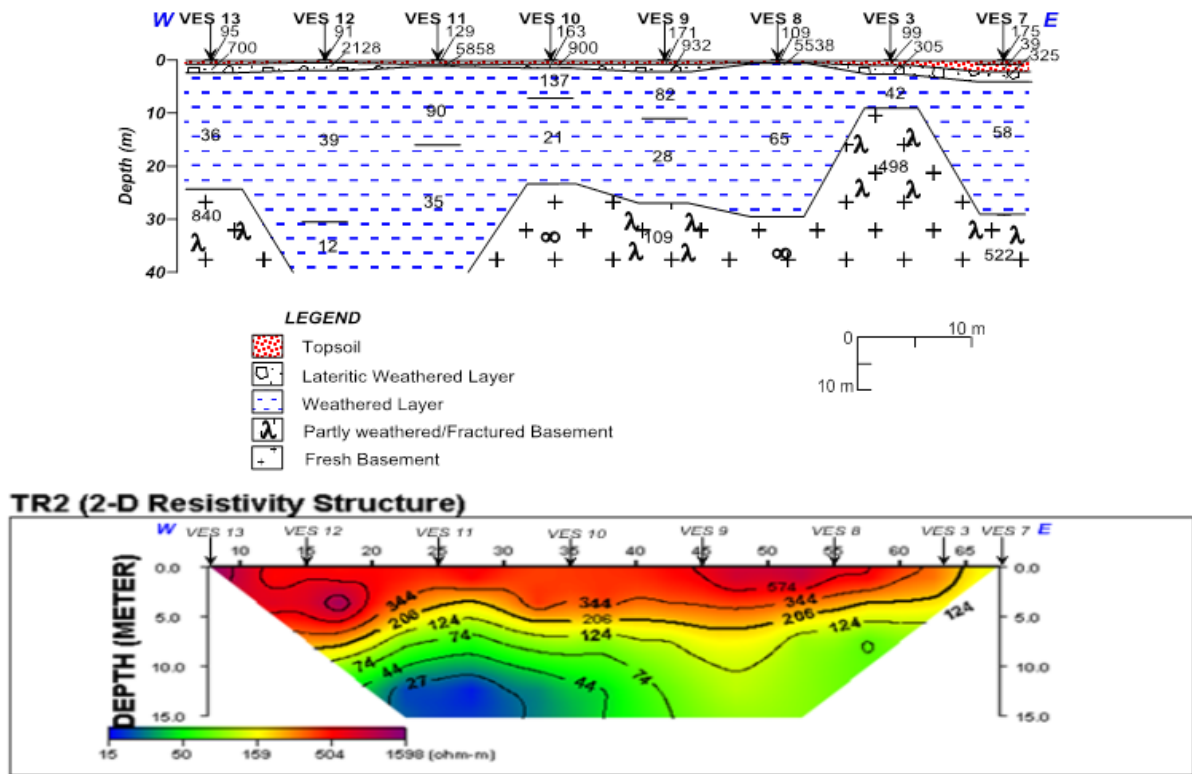 W VES 13 VES 12 VES 11 VES 10 VES 9 VES 8 VES 3 VES 7 E
95 91 129 163 171 109 99 175
700 2128 5858 900 932 5538 305 39
325
0
137
82 42
10 90
36 39 21 65 58
20 28 498
35
30 840
12 ∞ 109 ∞ 522
40
Depth (m)
LEGEND
Topsoil
Lateritic Weathered Layer
Weathered Layer
λ Partly weathered/Fractured Basement
+ Fresh Basement
0 10 m
10 m
TR2 (2-D Resistivity Structure)
W VES 13 VES 12 VES 11 VES 10 VES 9 VES 8 VES 3 VES 7 E
10 15 20 25 30 35 40 45 50 55 60 65
0.0 0.0
574
344 344 344
5.0 206 206 206 5.0
124 124 124 124
74
10.0 74 74 10.0
44 44
27
15.0 15.0
DEPTH (METER)
15 50 159 504 1598 (ohm-m)